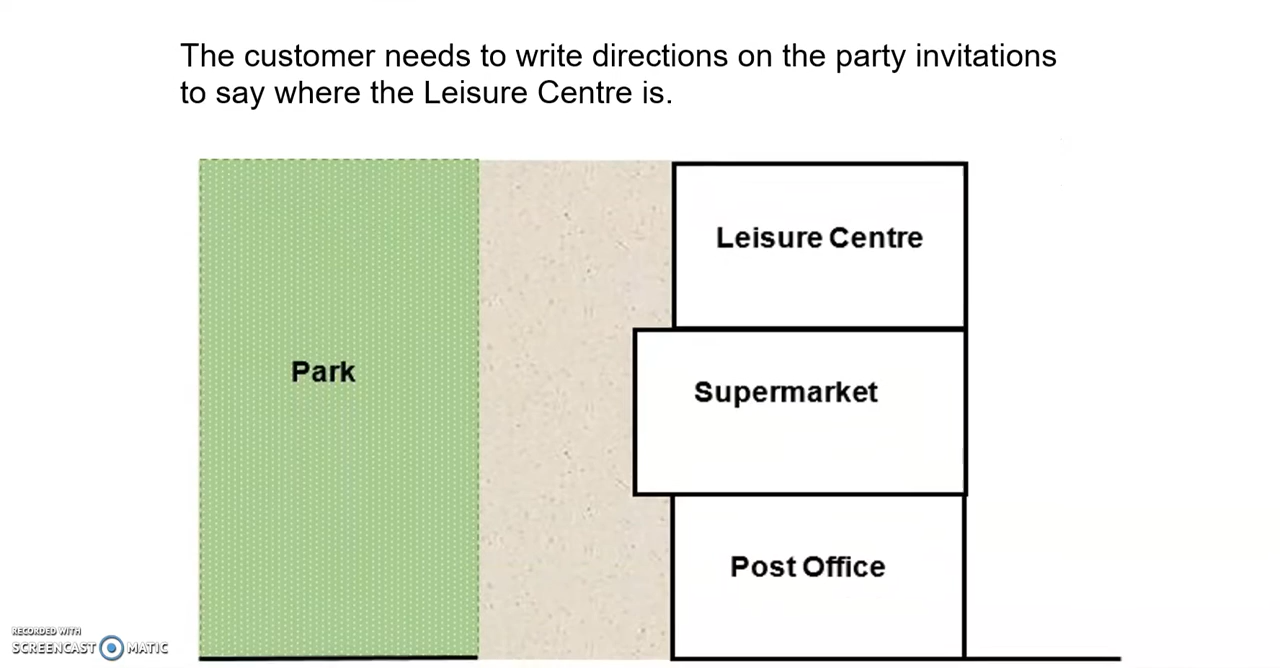 The customer needs to write directions on the party invitations
to say where the Leisure Centre is.
Leisure Centre
Park
Supermarket
Post Office
RECORDED WITH
SCREENCAST MATIC